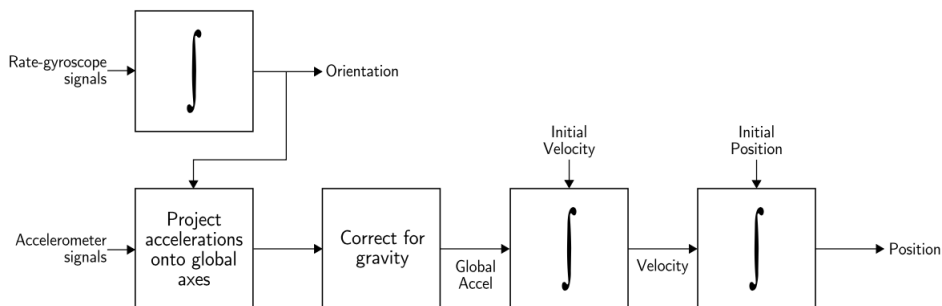 Rate-gyroscope
signals
∫
Orientation
Initial
Velocity
Initial
Position
Accelerometer
signals
Project
accelerations
onto global
axes
Correct for
gravity
Global
Accel
∫
Velocity
∫
Position